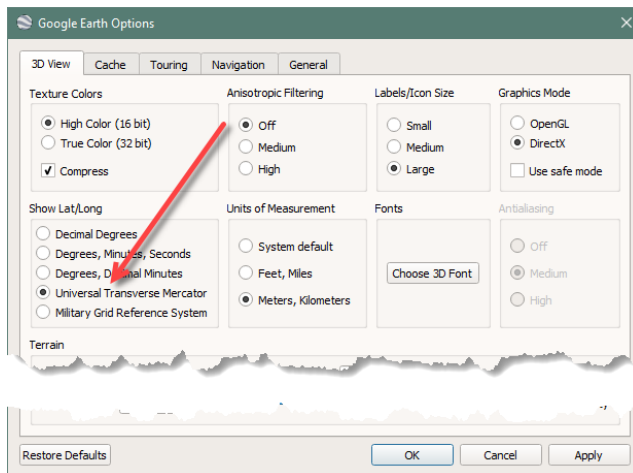 Google Earth Options
3D View Cache Touring Navigation General
Texture Colors
High Color (16 bit)
True Color (32 bit)
Compress
Anisotropic Filtering
Off
Medium
High
Labels/Icon Size
Small
Medium
Large
Graphics Mode
OpenGL
DirectX
Use safe mode
Show Lat/Long
Decimal Degrees
Degrees, Minutes, Seconds
Degrees, Decimal Minutes
Universal Transverse Mercator
Military Grid Reference System
Units of Measurement
System default
Feet, Miles
Meters, Kilometers
Fonts
Choose 3D Font
Antialiasing
Off
Medium
High
Terrain
Restore Defaults OK Cancel Apply